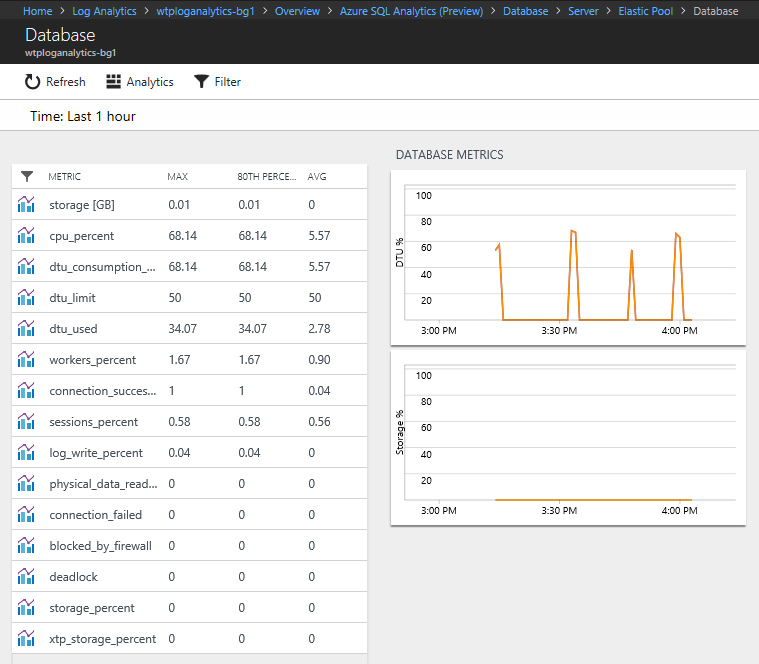 Home > Log Analytics > wtploganalytics-bg1 > Overview > Azure SQL Analytics (Preview) > Database > Server > Elastic Pool > Database
Database
wtploganalytics-bg1
Refresh Analytics Filter
Time: Last 1 hour
METRIC MAX 80TH PERCE... AVG
storage [GB] 0.01 0.01 0
cpu_percent 68.14 68.14 5.57
dtu_consumption_... 68.14 68.14 5.57
dtu_limit 50 50 50
dtu_used 34.07 34.07 2.78
workers_percent 1.67 1.67 0.90
connection_succes... 1 1 0.04
sessions_percent 0.58 0.58 0.56
log_write_percent 0.04 0.04 0
physical_data_read... 0 0 0
connection_failed 0 0 0
blocked_by_firewall 0 0 0
deadlock 0 0 0
storage_percent 0 0 0
xtp_storage_percent 0 0 0
DATABASE METRICS
DTU %
100
80
60
40
20
3:00 PM 3:30 PM 4:00 PM
Storage %
100
80
60
40
20
3:00 PM 3:30 PM 4:00 PM